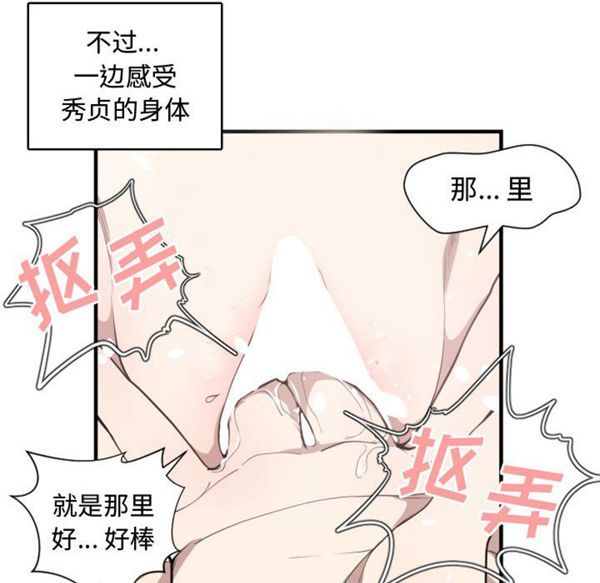 不过...
一边感受
秀贞的身体
那... 里
抠弄
抠弄
就是那里
好... 好棒